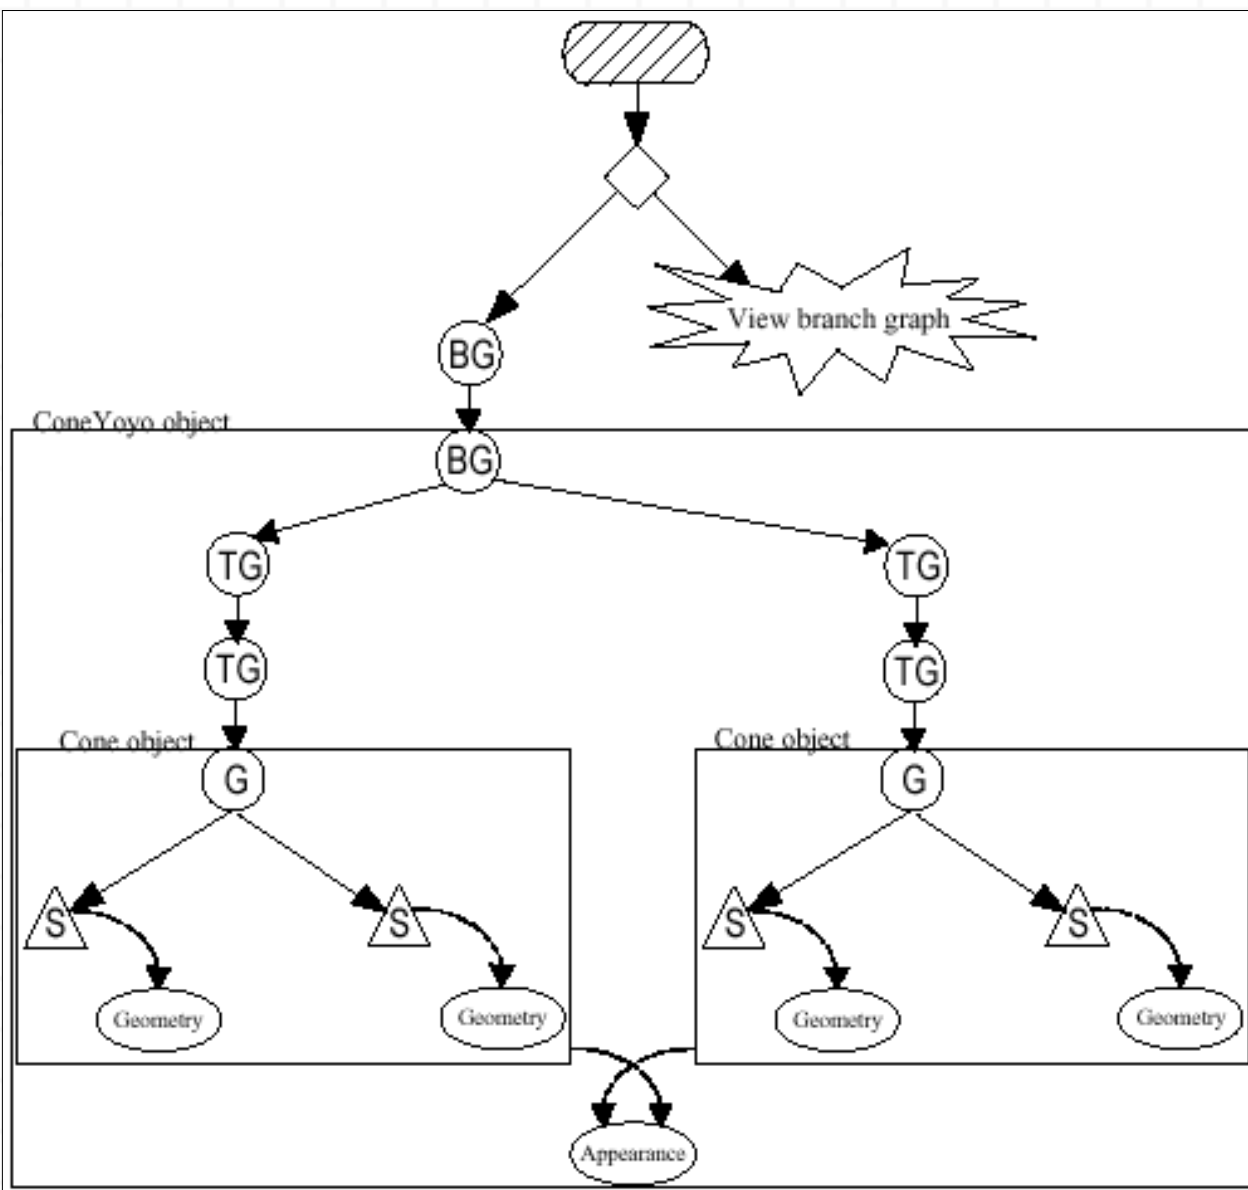 View branch graph
BG
ConeYoyo object
BG
TG
TG
TG
TG
Cone object
Cone object
G
G
S
S
S
S
Geometry
Geometry
Geometry
Geometry
Appearance